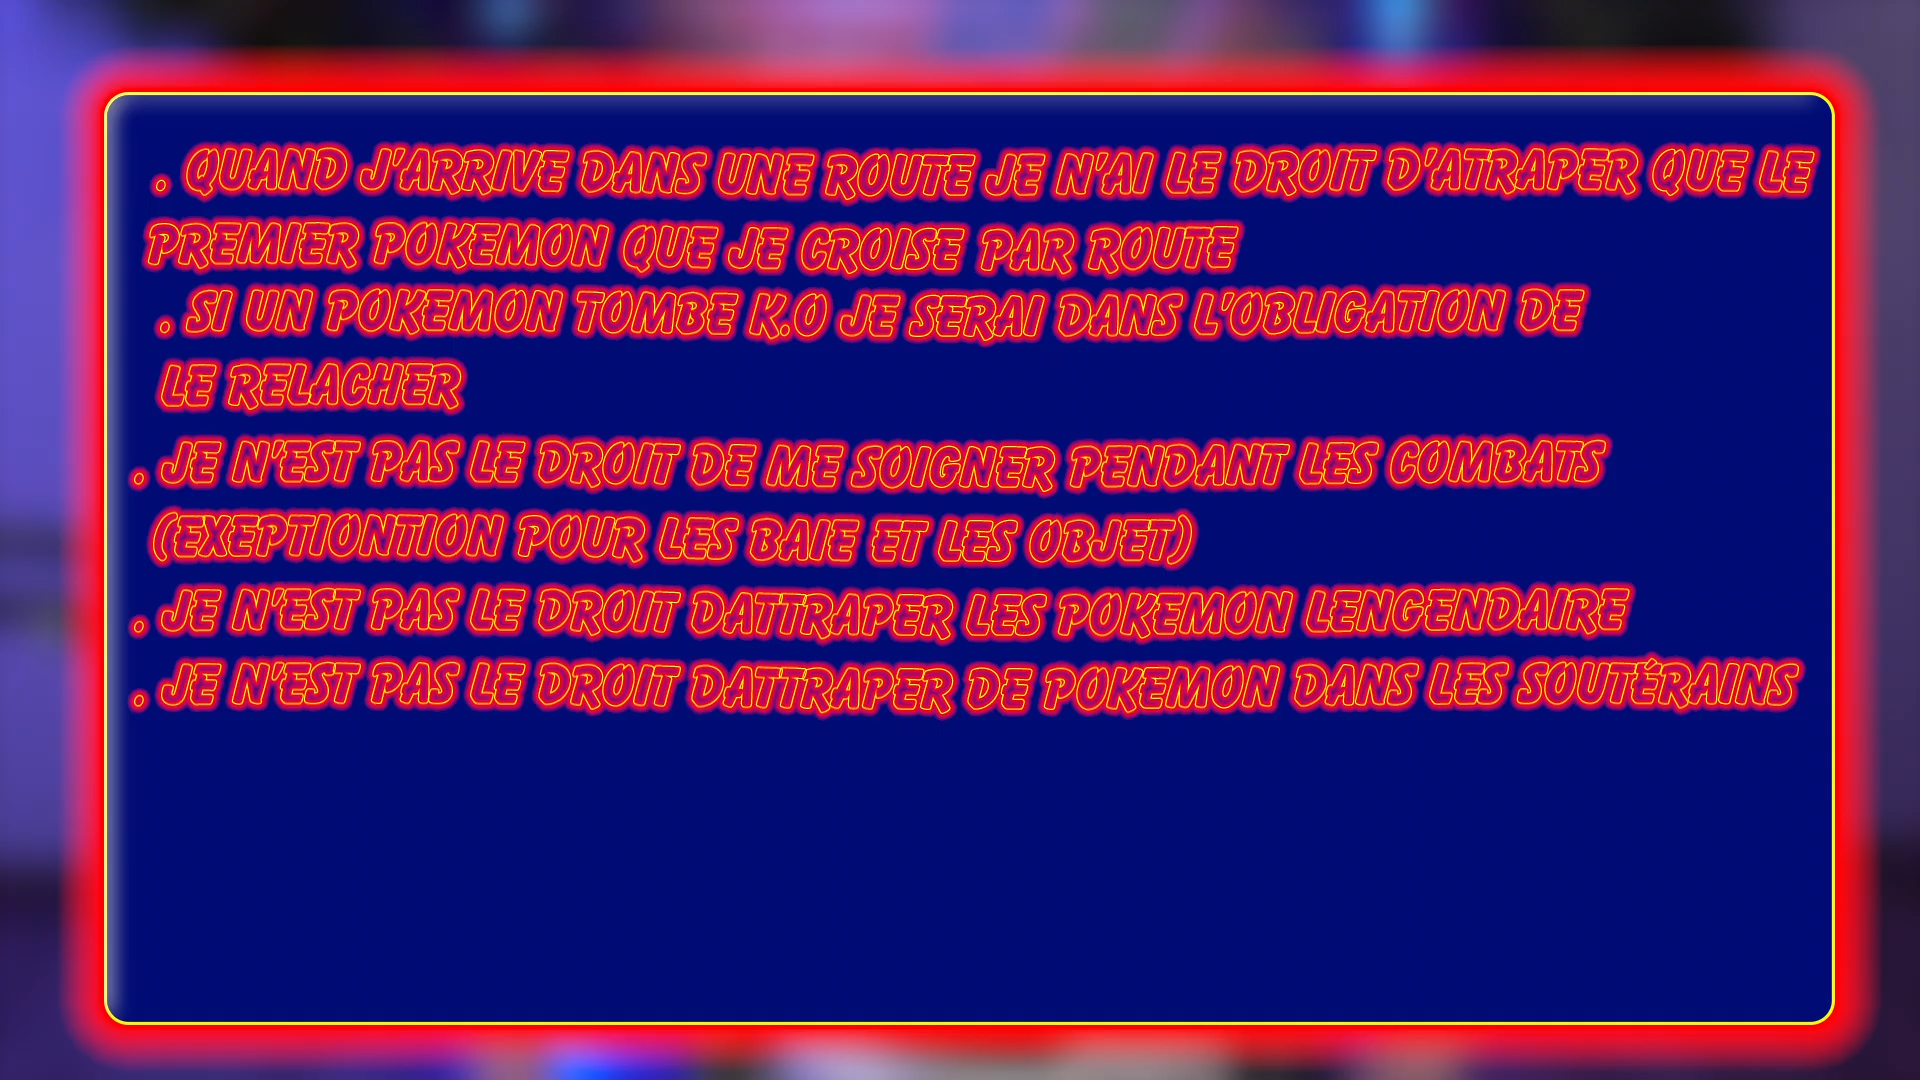 . QUAND J'ARRIVE DANS UNE ROUTE JE N'AI LE DROIT D'ATRAPER QUE LE
PREMIER POKEMON QUE JE CROISE PAR ROUTE
. SI UN POKEMON TOMBE K.O JE SERAI DANS L'OBLIGATION DE
LE RELACHER
. JE N'EST PAS LE DROIT DE ME SOIGNER PENDANT LES COMBATS
(EXEPTIONTION POUR LES BAIE ET LES OBJET)
. JE N'EST PAS LE DROIT DATTRAPER LES POKEMON LENGENDAIRE
. JE N'EST PAS LE DROIT DATTRAPER DE POKEMON DANS LES SOUTÉRAINS